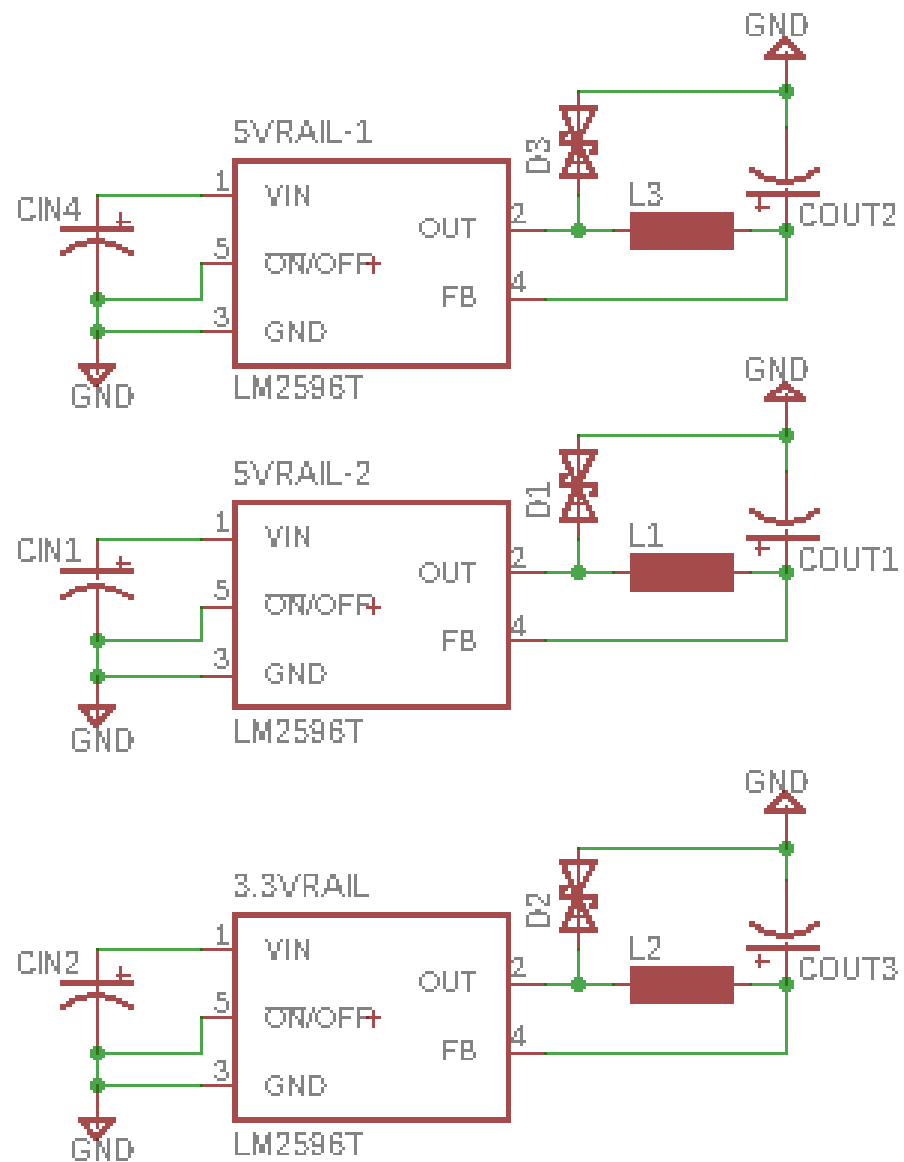 GND
5VRAIL-1
D3
CIN4
1
VIN
L3
2
OUT
COUT2
5
ON/OFF
4
FB
3
GND
GND
LM2596T
GND
5VRAIL-2
D1
CIN1
1
VIN
L1
2
OUT
COUT1
5
ON/OFF
4
FB
3
GND
GND
LM2596T
GND
3.3VRAIL
D2
CIN2
1
VIN
L2
2
OUT
COUT3
5
ON/OFF
4
FB
3
GND
GND
LM2596T